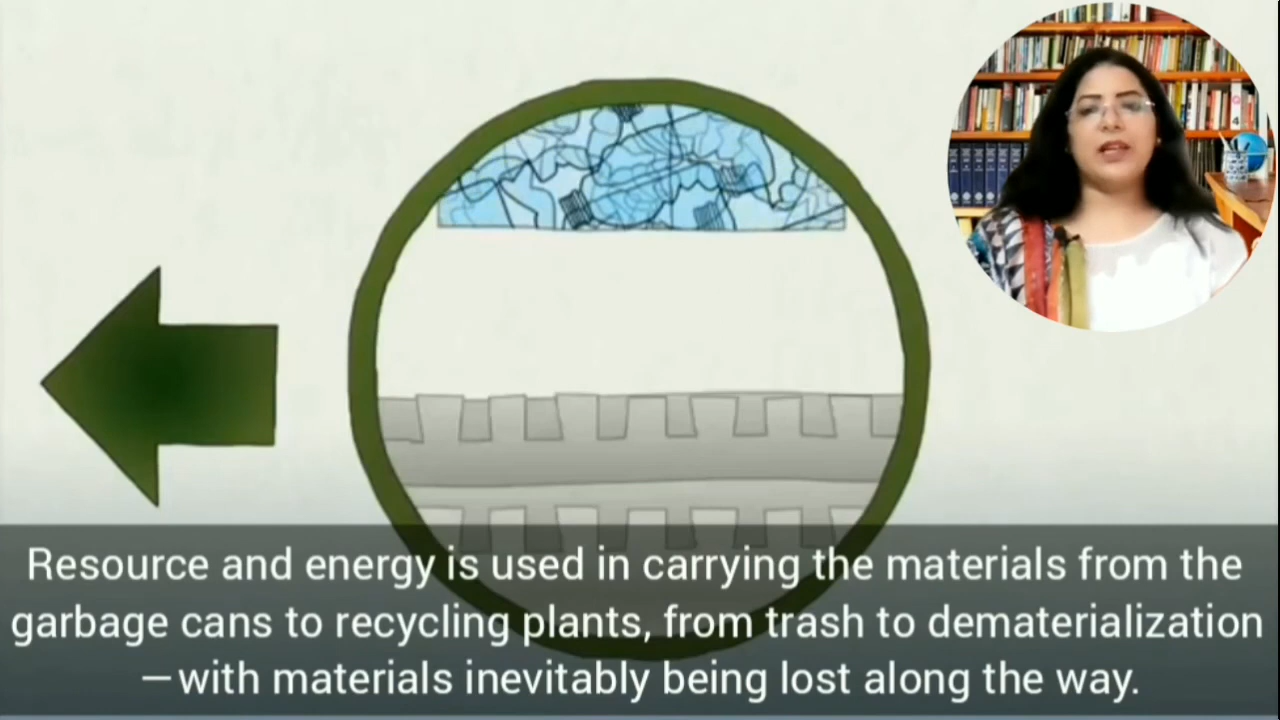 Resource and energy is used in carrying the materials from the
garbage cans to recycling plants, from trash to dematerialization
—with materials inevitably being lost along the way.